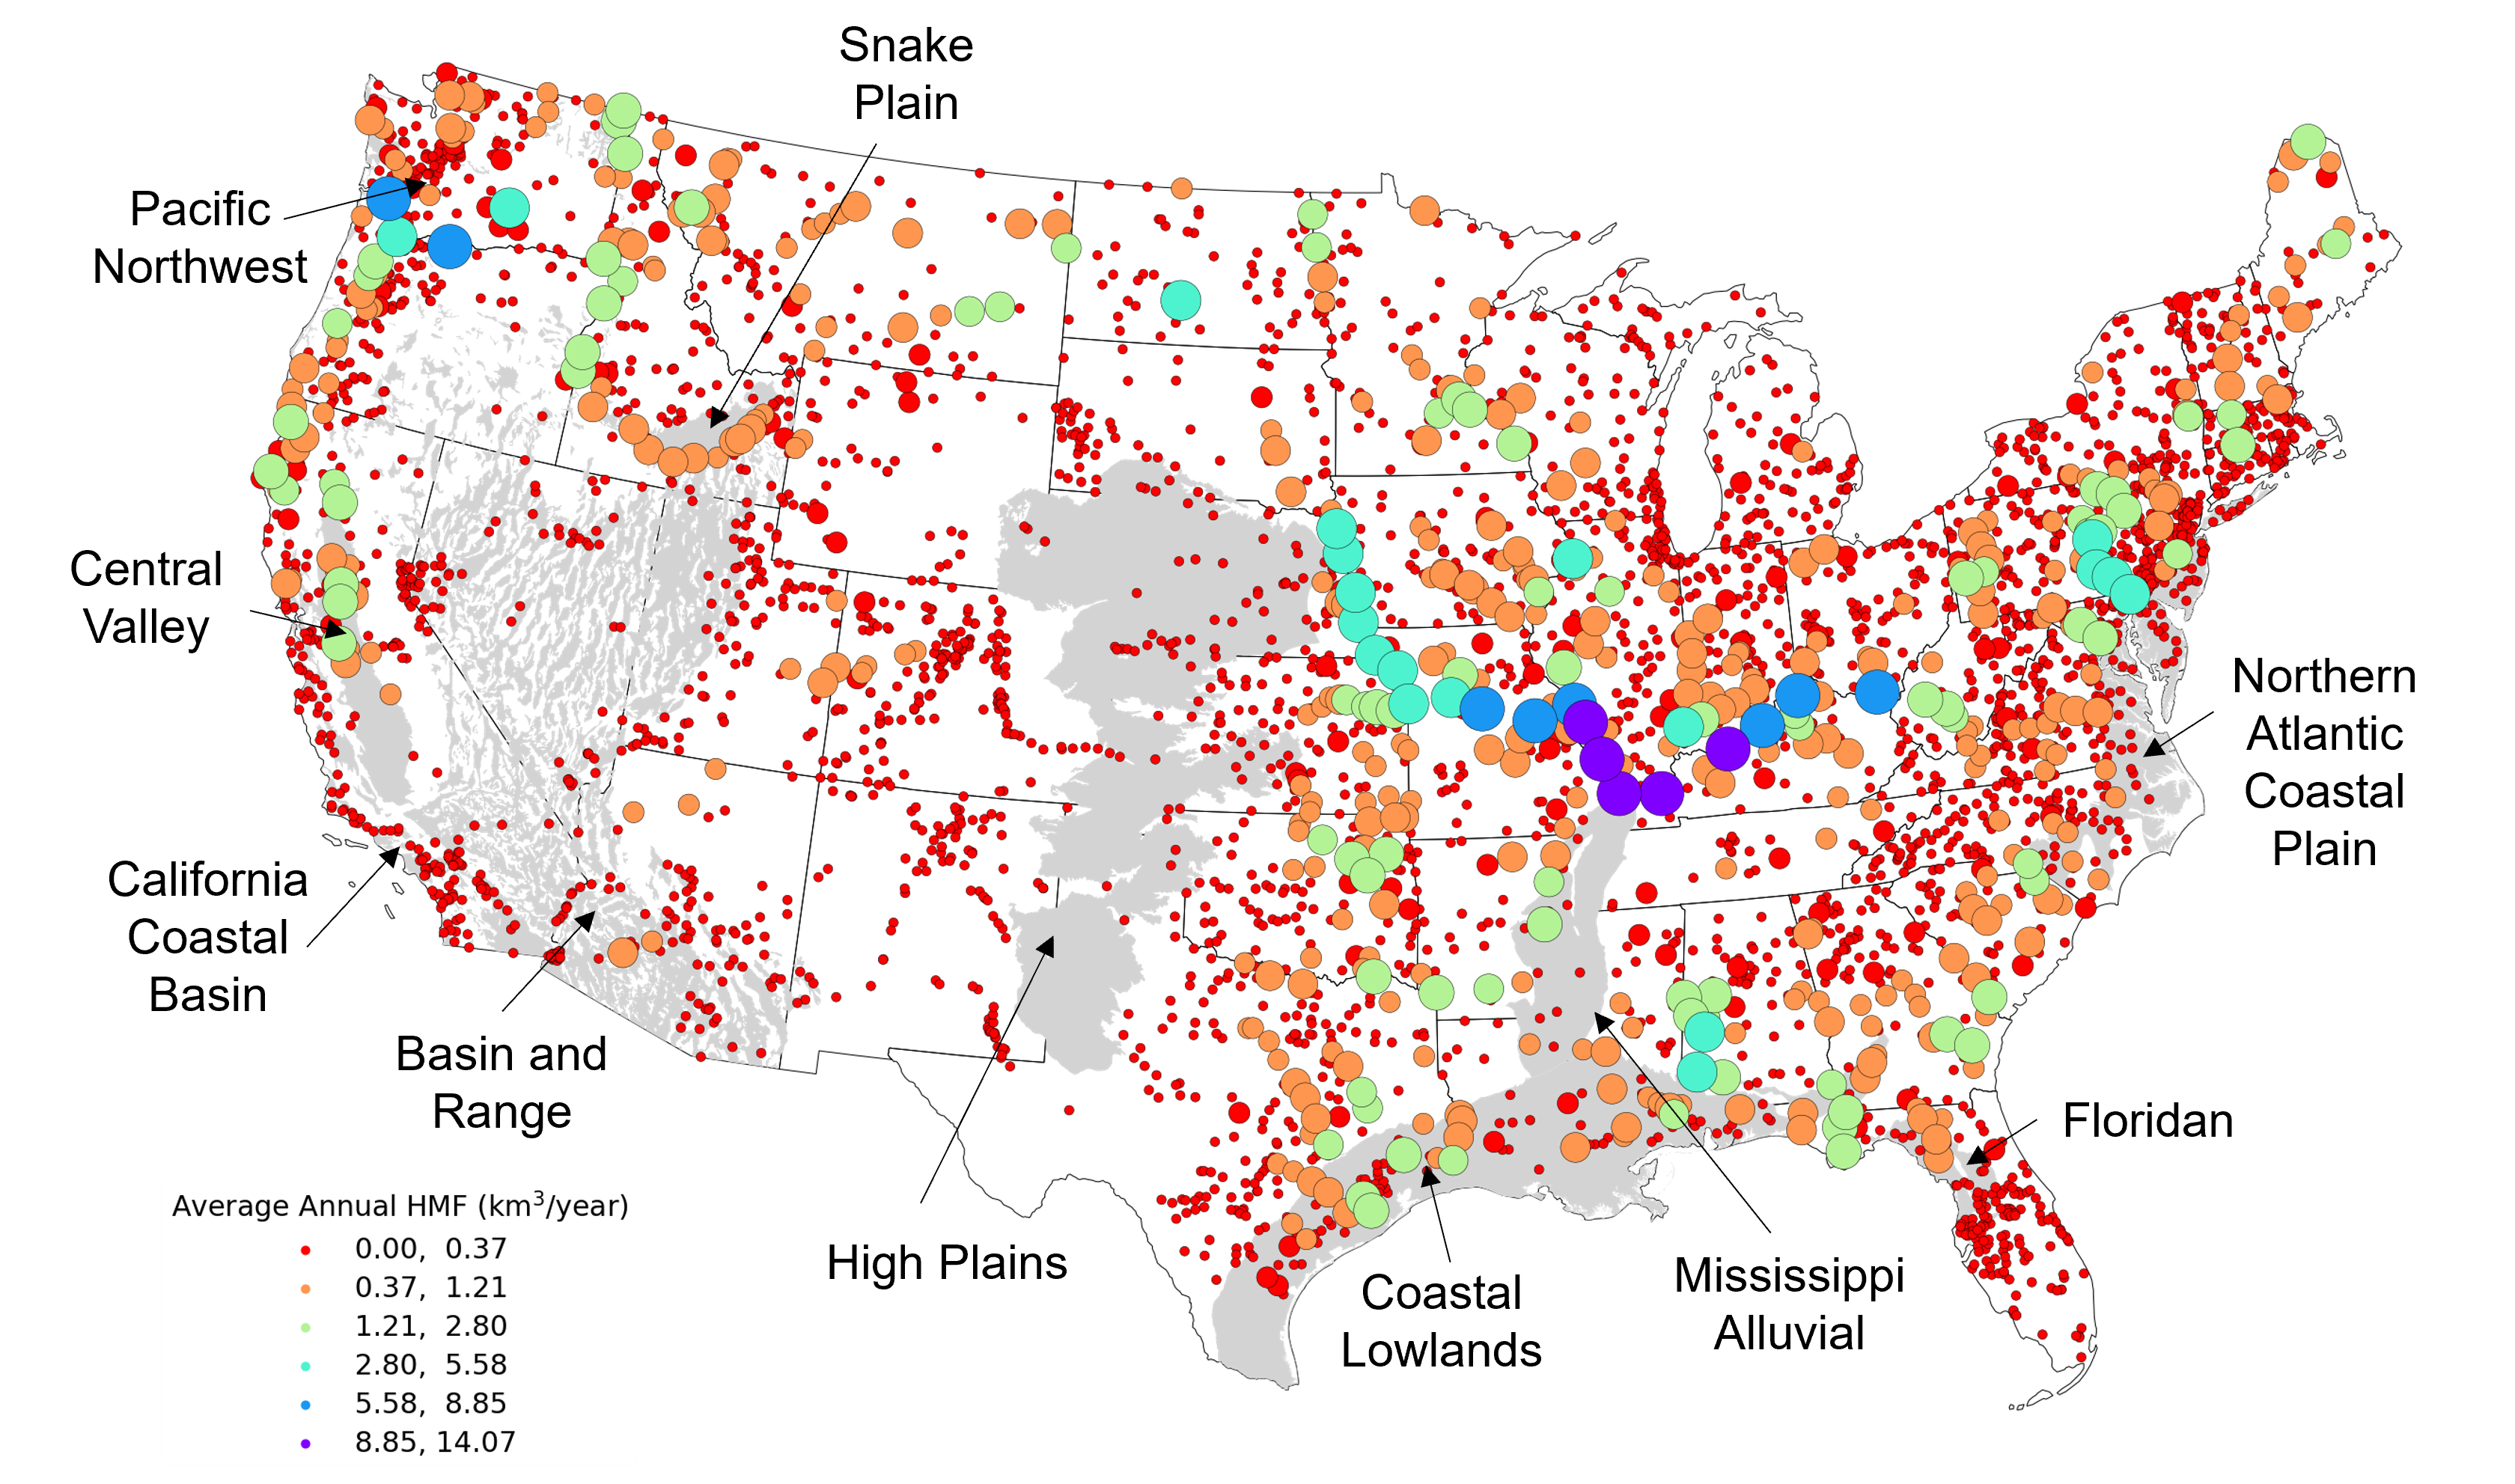 Snake
Plain
Pacific
Northwest
Central
Valley
Northern
Atlantic
Coastal
Plain
California
Coastal
Basin
Basin and
Range
Floridan
High Plains
Coastal
Lowlands
Mississippi
Alluvial
Average Annual HMF (km³/year)
0.00, 0.37
0.37, 1.21
1.21, 2.80
2.80, 5.58
5.58, 8.85
8.85, 14.07